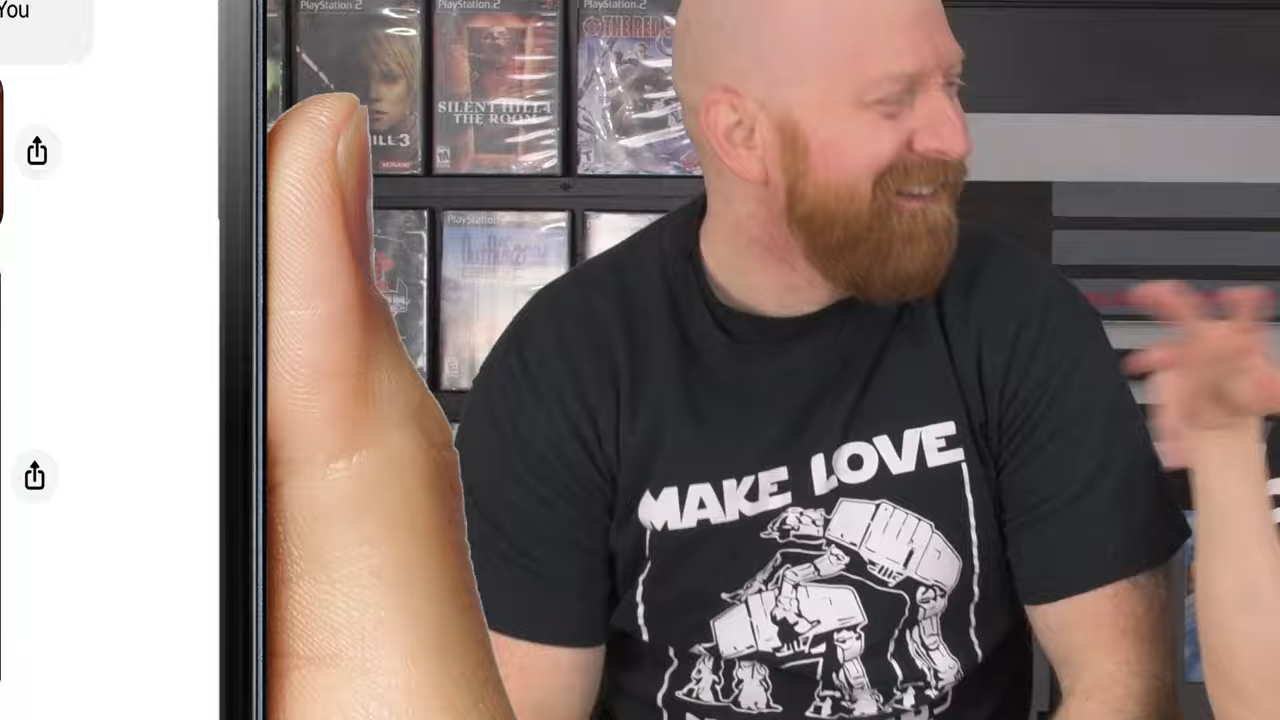 You
PlayStation 2
PlayStation 2
PlayStation 2
THE RED
SILENT HILL 4
THE ROOM
ILL 3
KONAMI
PlayStation
MAKE LOVE